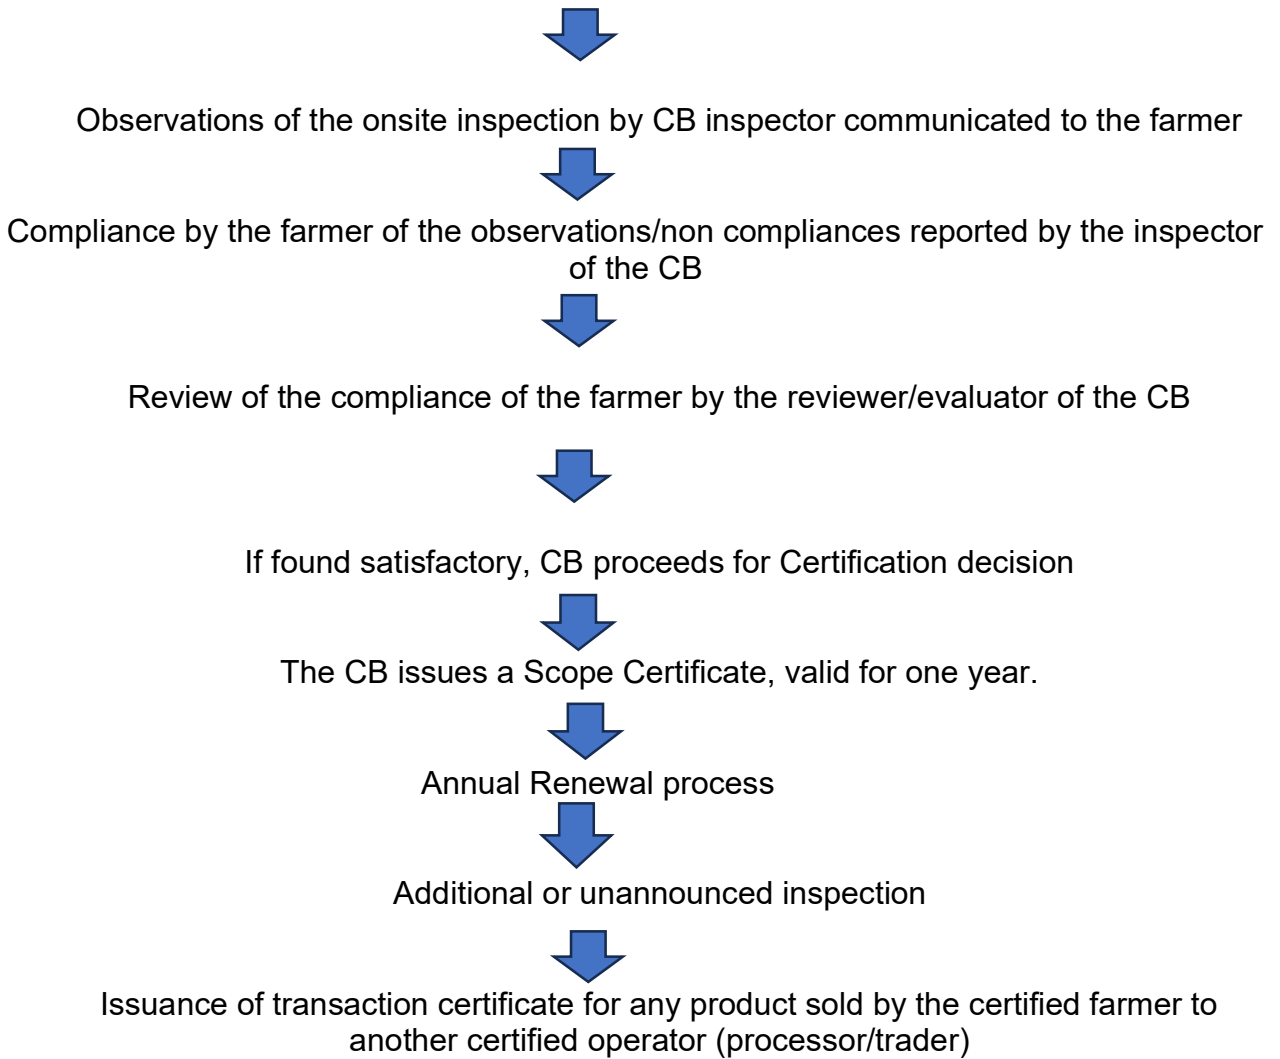 Observations of the onsite inspection by CB inspector communicated to the farmer
Compliance by the farmer of the observations/non compliances reported by the inspector
of the CB
Review of the compliance of the farmer by the reviewer/evaluator of the CB
If found satisfactory, CB proceeds for Certification decision
The CB issues a Scope Certificate, valid for one year.
Annual Renewal process
Additional or unannounced inspection
Issuance of transaction certificate for any product sold by the certified farmer to
another certified operator (processor/trader)